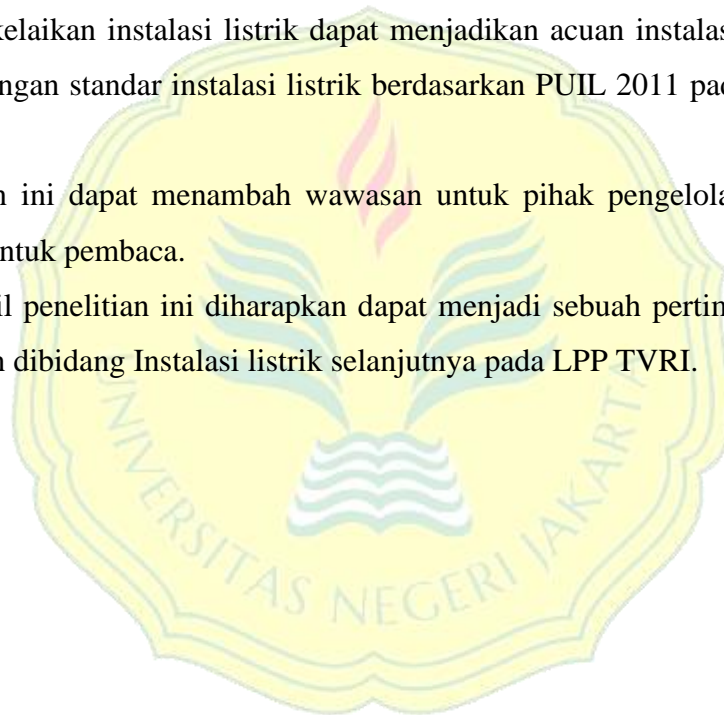 kelaikan instalasi listrik dapat menjadikan acuan instalas
ngan standar instalasi listrik berdasarkan PUIL 2011 pad
n ini dapat menambah wawasan untuk pihak pengelola
ntuk pembaca.
il penelitian ini diharapkan dapat menjadi sebuah pertim
n dibidang Instalasi listrik selanjutnya pada LPP TVRI.
UNIVERSITAS NEGERI JAKARTA